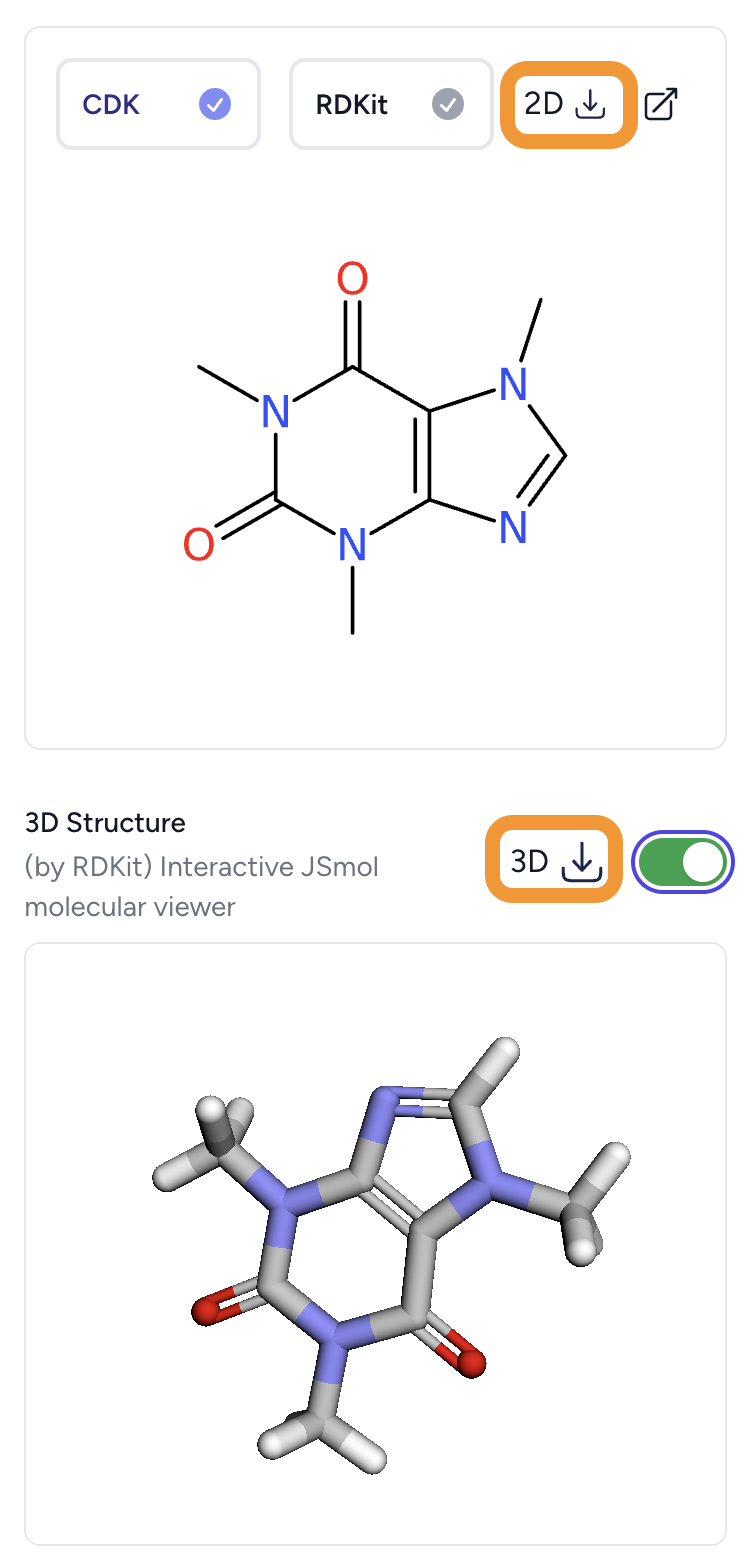 CDK RDKit 2D
O
N
N
O
N
N
3D Structure
(by RDKit) Interactive JSmol
molecular viewer
3D